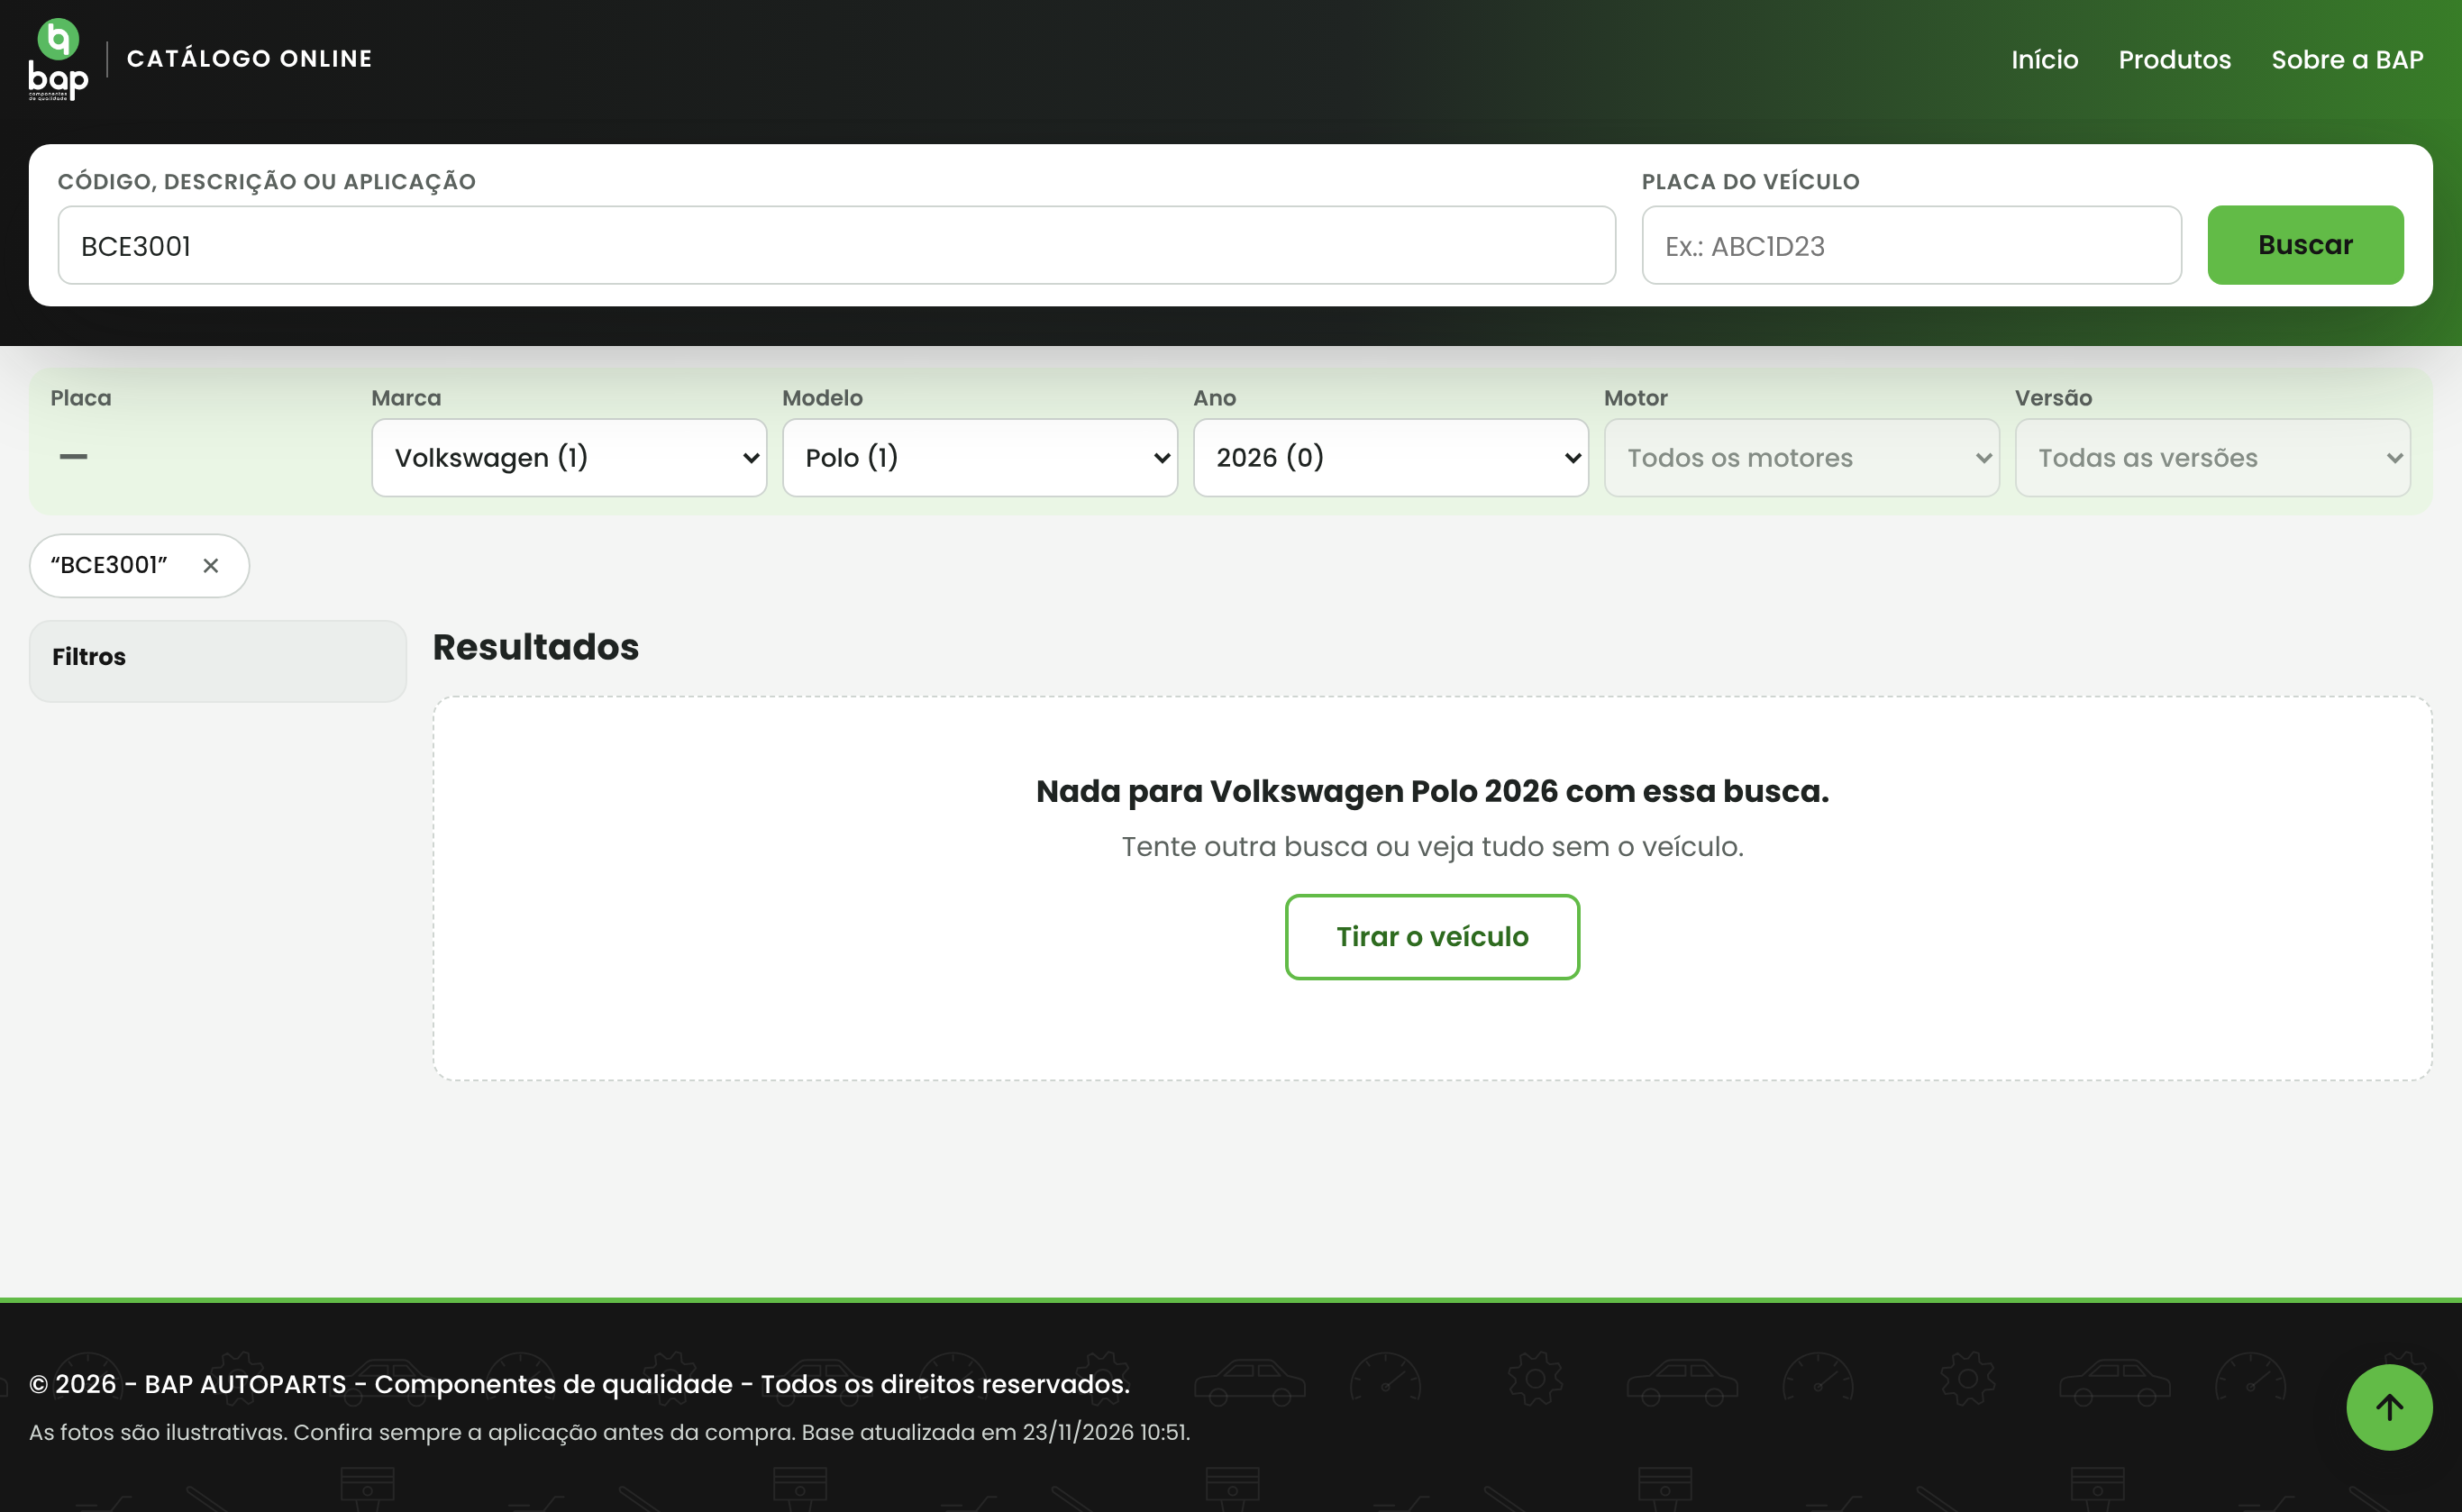 bap
componentes
de qualidade
CATÁLOGO ONLINE
Início
Produtos
Sobre a BAP
CÓDIGO, DESCRIÇÃO OU APLICAÇÃO
BCE3001
PLACA DO VEÍCULO
Ex.: ABC1D23
Buscar
Placa
—
Marca
Volkswagen (1)
Modelo
Polo (1)
Ano
2026 (0)
Motor
Todos os motores
Versão
Todas as versões
“BCE3001” ×
Filtros
Resultados
Nada para Volkswagen Polo 2026 com essa busca.
Tente outra busca ou veja tudo sem o veículo.
Tirar o veículo
© 2026 - BAP AUTOPARTS - Componentes de qualidade - Todos os direitos reservados.
As fotos são ilustrativas. Confira sempre a aplicação antes da compra. Base atualizada em 23/11/2026 10:51.